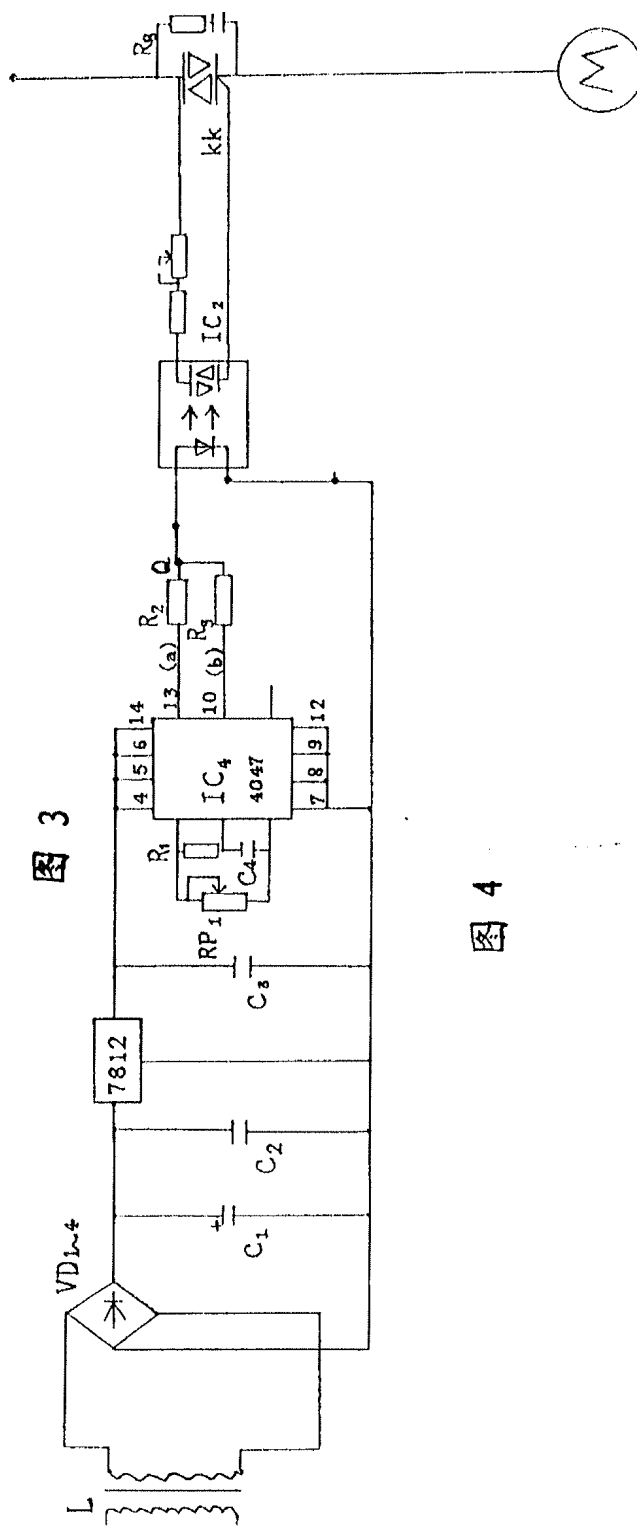 图 3
L
VD1~4
C₁
C₂
7812
C₃
RP₁
R₁
C₄
4 5 6 14
IC₄
4047
7 8 9 12
13 (a)
10 (b)
R₂
R₃
Q
IC₂
kk
R₈
M
图 4